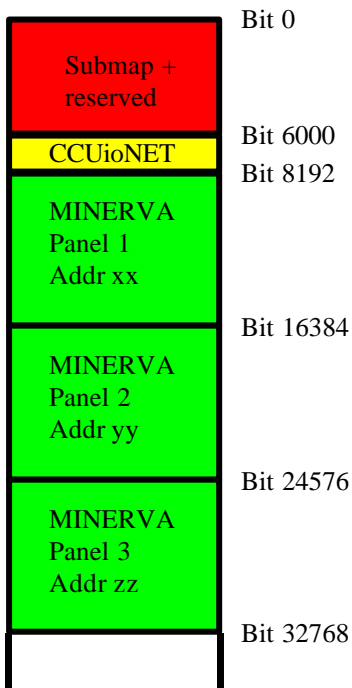 Bit 0
Submap +
reserved
Bit 6000
CCUioNET
Bit 8192
MINERVA
Panel 1
Addr xx
Bit 16384
MINERVA
Panel 2
Addr yy
Bit 24576
MINERVA
Panel 3
Addr zz
Bit 32768